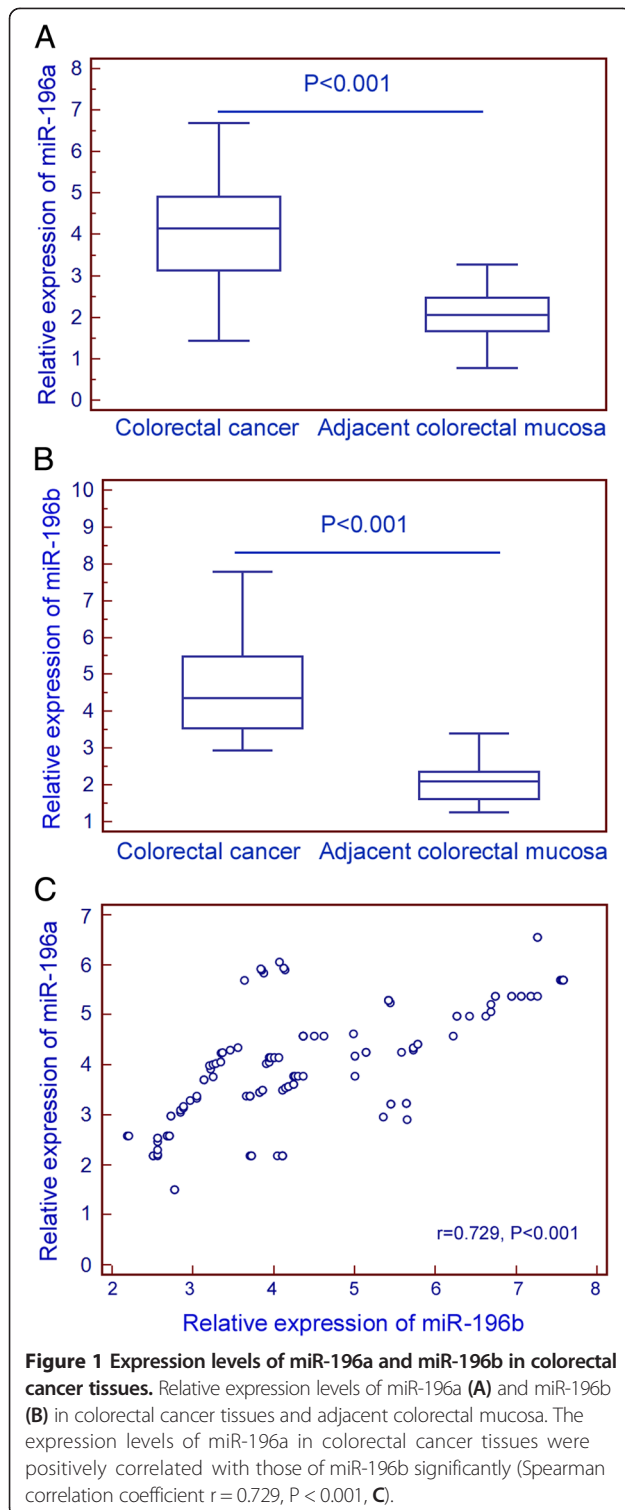 A
Relative expression of miR-196a
8
7
6
5
4
3
2
1
0
P<0.001
Colorectal cancer Adjacent colorectal mucosa
B
Relative expression of miR-196b
10
9
8
7
6
5
4
3
2
1
P<0.001
Colorectal cancer Adjacent colorectal mucosa
C
Relative expression of miR-196a
7
6
5
4
3
2
1
0
r=0.729, P<0.001
2 3 4 5 6 7 8
Relative expression of miR-196b
Figure 1 Expression levels of miR-196a and miR-196b in colorectal
cancer tissues. Relative expression levels of miR-196a (A) and miR-196b
(B) in colorectal cancer tissues and adjacent colorectal mucosa. The
expression levels of miR-196a in colorectal cancer tissues were
positively correlated with those of miR-196b significantly (Spearman
correlation coefficient r = 0.729, P < 0.001, C).